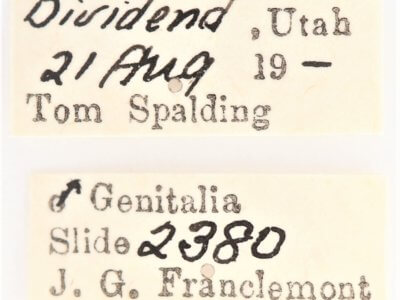 Dividend, Utah
21 Aug 19 –
Tom Spalding
♂ Genitalia
Slide 2380
J. G. Franclemont